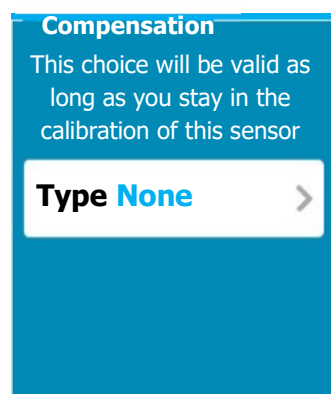 Compensation
This choice will be valid as
long as you stay in the
calibration of this sensor
Type None